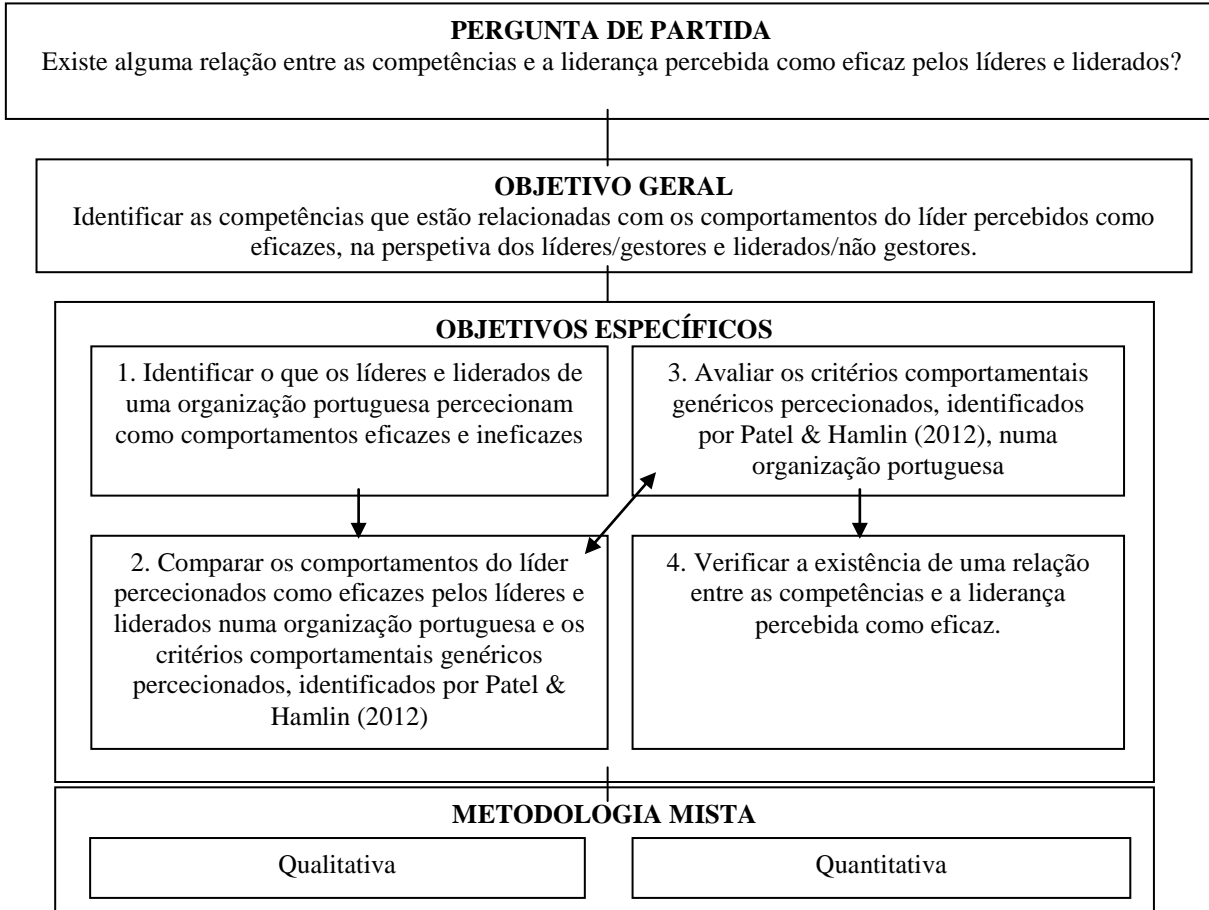 PERGUNTA DE PARTIDA
Existe alguma relação entre as competências e a liderança percebida como eficaz pelos líderes e liderados?
OBJETIVO GERAL
Identificar as competências que estão relacionadas com os comportamentos do líder percebidos como
eficazes, na perspetiva dos líderes/gestores e liderados/não gestores.
OBJETIVOS ESPECÍFICOS
1. Identificar o que os líderes e liderados de
uma organização portuguesa percecionam
como comportamentos eficazes e ineficazes
2. Comparar os comportamentos do líder
percecionados como eficazes pelos líderes e
liderados numa organização portuguesa e os
critérios comportamentais genéricos
percecionados, identificados por Patel &
Hamlin (2012)
3. Avaliar os critérios comportamentais
genéricos percecionados, identificados
por Patel & Hamlin (2012), numa
organização portuguesa
4. Verificar a existência de uma relação
entre as competências e a liderança
percebida como eficaz.
METODOLOGIA MISTA
Qualitativa
Quantitativa